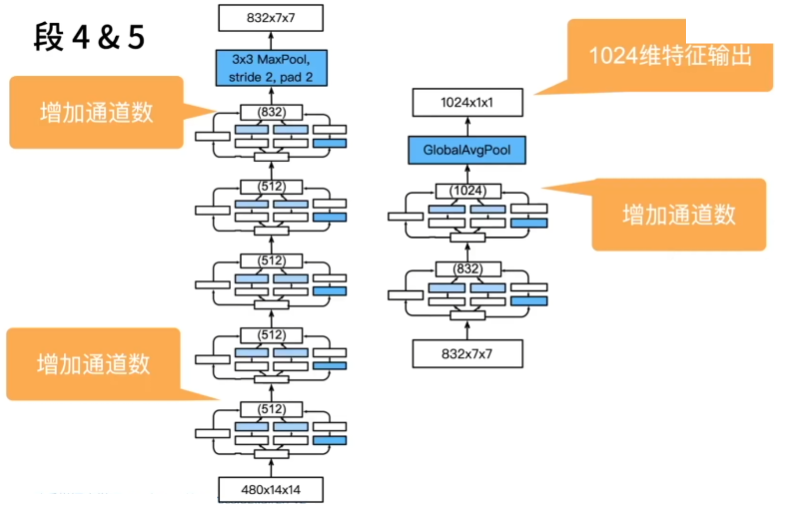 段 4 & 5
832x7x7
3x3 MaxPool,
stride 2, pad 2
增加通道数
(832)
(512)
(512)
(512)
增加通道数
(512)
480x14x14
1024维特征输出
1024x1x1
GlobalAvgPool
(1024)
增加通道数
(832)
832x7x7